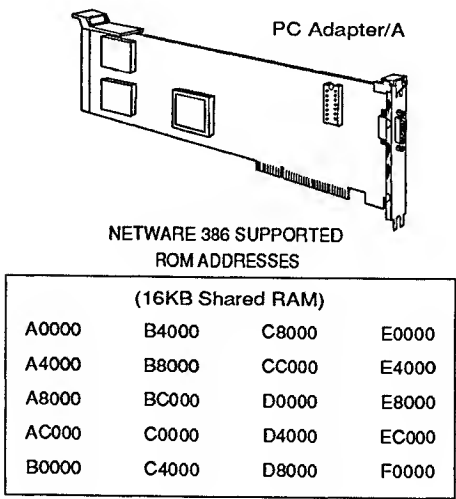 PC Adapter/A
NETWARE 386 SUPPORTED
ROM ADDRESSES
(16KB Shared RAM)
A0000 B4000 C8000 E0000
A4000 B8000 CC000 E4000
A8000 BC000 D0000 E8000
AC000 C0000 D4000 EC000
B0000 C4000 D8000 F0000